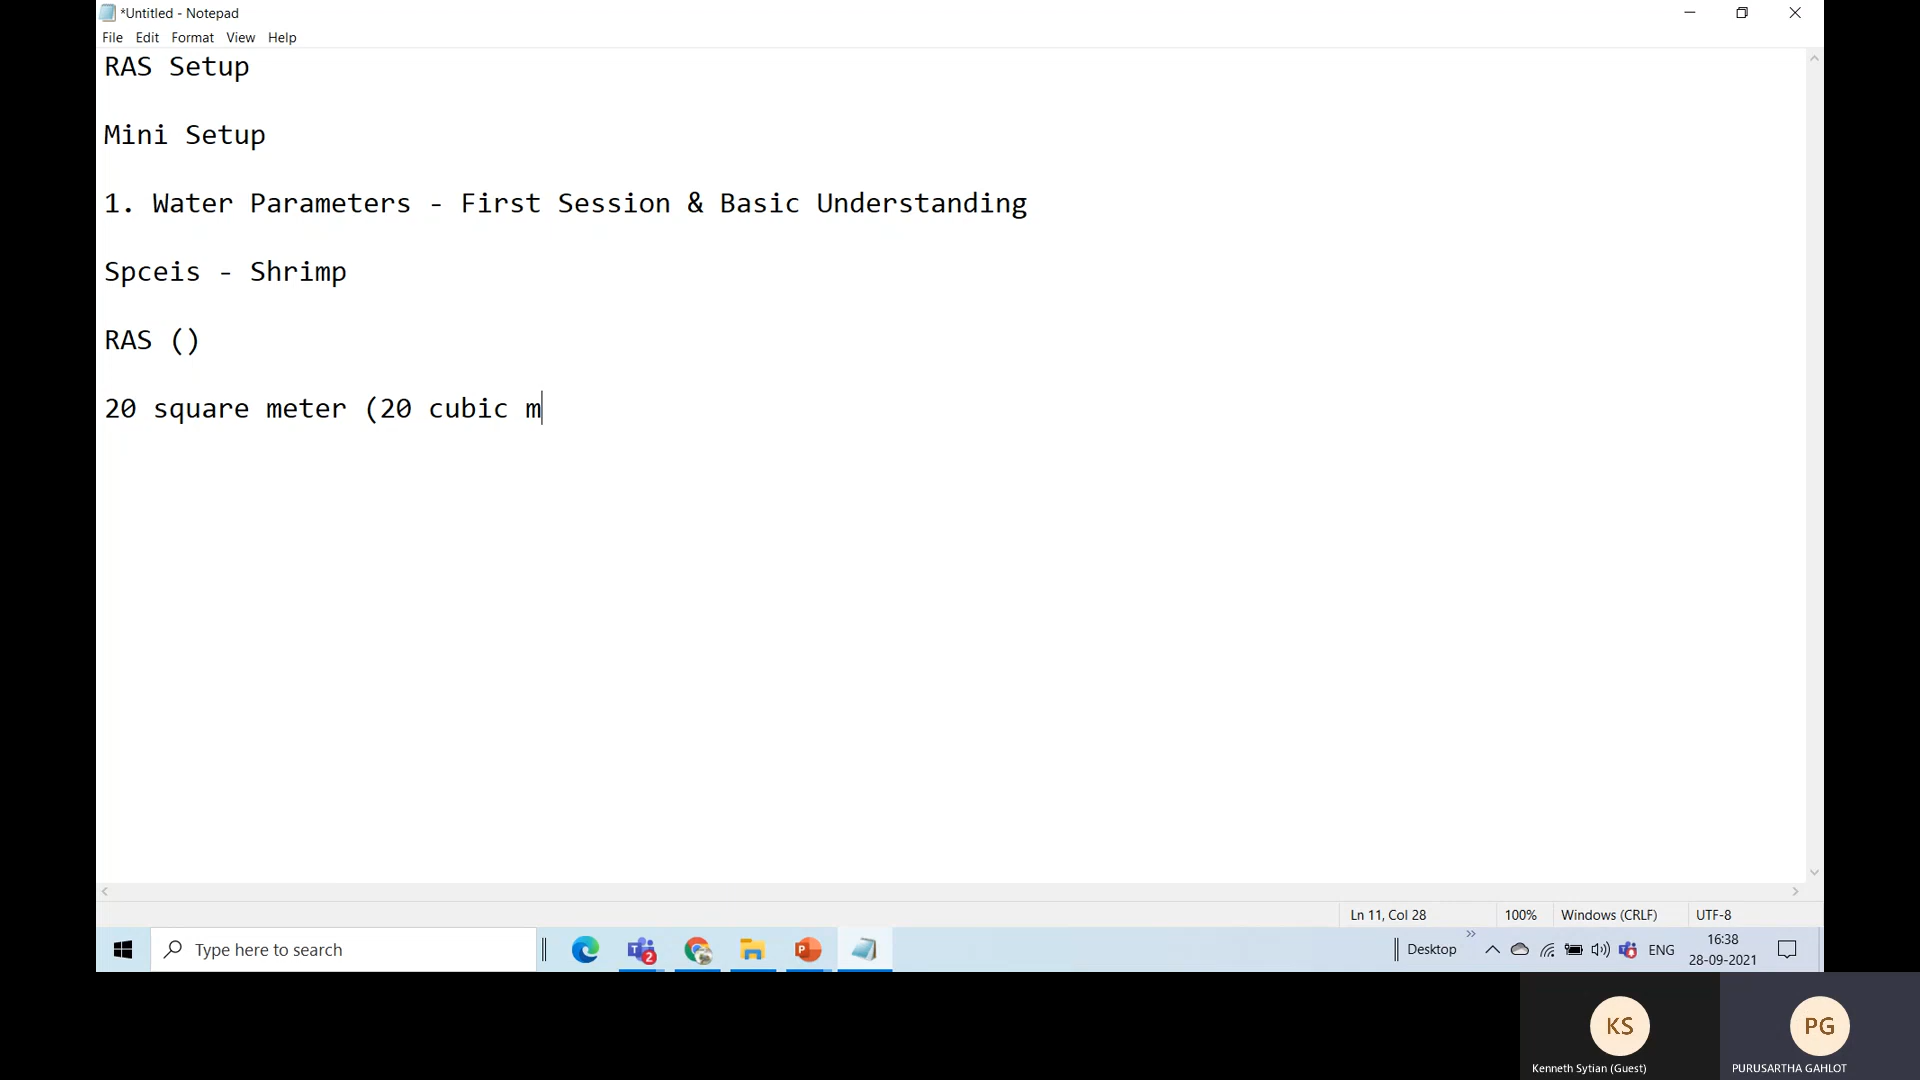 *Untitled - Notepad
File Edit Format View Help
RAS Setup
Mini Setup
1. Water Parameters - First Session & Basic Understanding
Spceis - Shrimp
RAS ()
20 square meter (20 cubic m
Ln 11, Col 28 100% Windows (CRLF) UTF-8
Type here to search
2
Desktop
ENG
16:38
28-09-2021
KS PG
Kenneth Sytian (Guest) PURUSARTHA GAHLOT